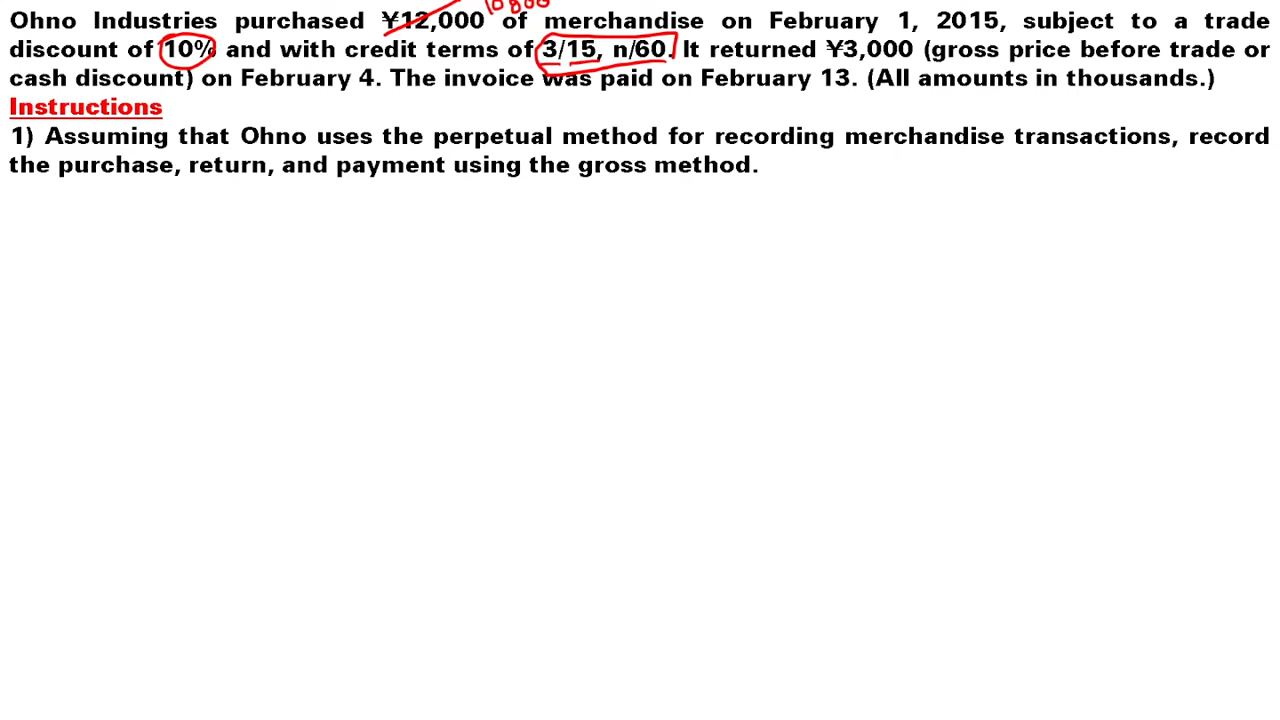 10800
Ohno Industries purchased ¥12,000 of merchandise on February 1, 2015, subject to a trade
discount of 10% and with credit terms of 3/15, n/60. It returned ¥3,000 (gross price before trade or
cash discount) on February 4. The invoice was paid on February 13. (All amounts in thousands.)
Instructions
1) Assuming that Ohno uses the perpetual method for recording merchandise transactions, record
the purchase, return, and payment using the gross method.